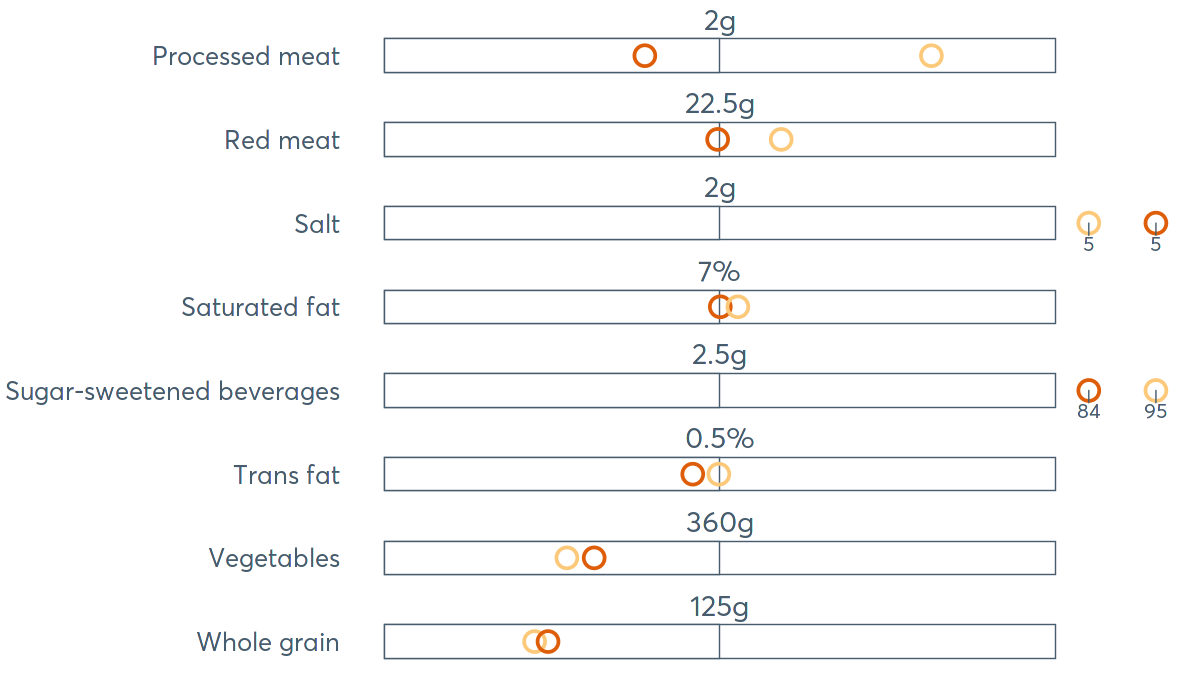 2g
Processed meat
22.5g
Red meat
2g
Salt
5 5
7%
Saturated fat
2.5g
Sugar-sweetened beverages
84 95
0.5%
Trans fat
360g
Vegetables
125g
Whole grain